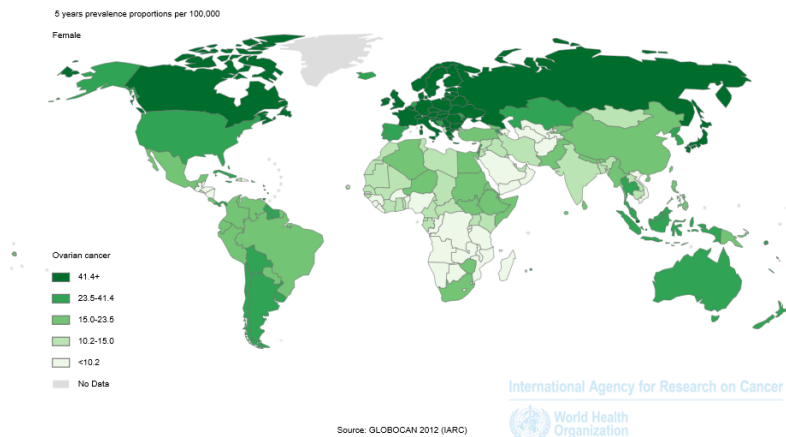 5 years prevalence proportions per 100,000
Female
Ovarian cancer
41.4+
23.5-41.4
15.0-23.5
10.2-15.0
<10.2
No Data
International Agency for Research on Cancer
World Health
Organization
Source: GLOBOCAN 2012 (IARC)